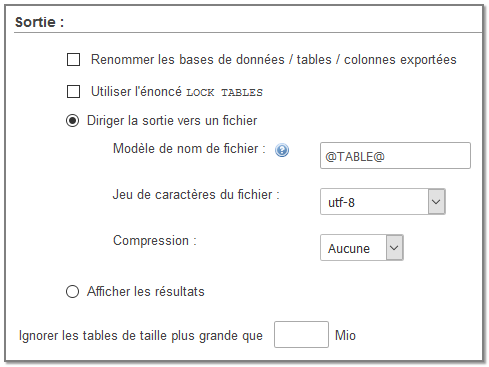 Sortie :
Renommer les bases de données / tables / colonnes exportées
Utiliser l'énoncé LOCK TABLES
Diriger la sortie vers un fichier
Modèle de nom de fichier : @TABLE@
Jeu de caractères du fichier : utf-8
Compression : Aucune
Afficher les résultats
Ignorer les tables de taille plus grande que Mio